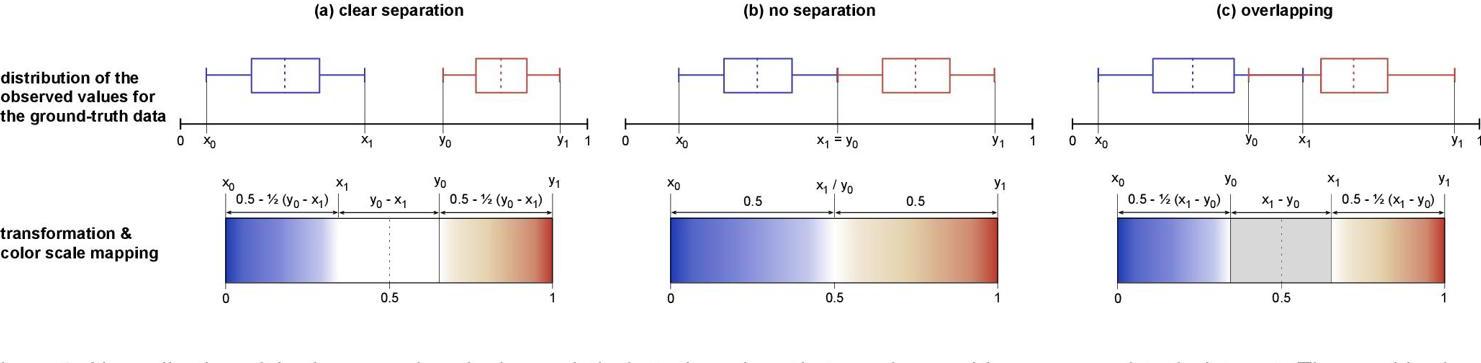 (a) clear separation
(b) no separation
(c) overlapping
distribution of the
observed values for
the ground-truth data
0 x₀ x₁ y₀ y₁ 1
0 x₀ x₁ = y₀ y₁ 1
0 x₀ y₀ x₁ y₁ 1
transformation &
color scale mapping
x₀ x₁ y₀ y₁
0.5 - ½ (y₀ - x₁) y₀ - x₁ 0.5 - ½ (y₀ - x₁)
0 0.5 1
x₀ x₁ / y₀ y₁
0.5 0.5
0 0.5 1
x₀ y₀ x₁ y₁
0.5 - ½ (x₁ - y₀) x₁ - y₀ 0.5 - ½ (x₁ - y₀)
0 0.5 1